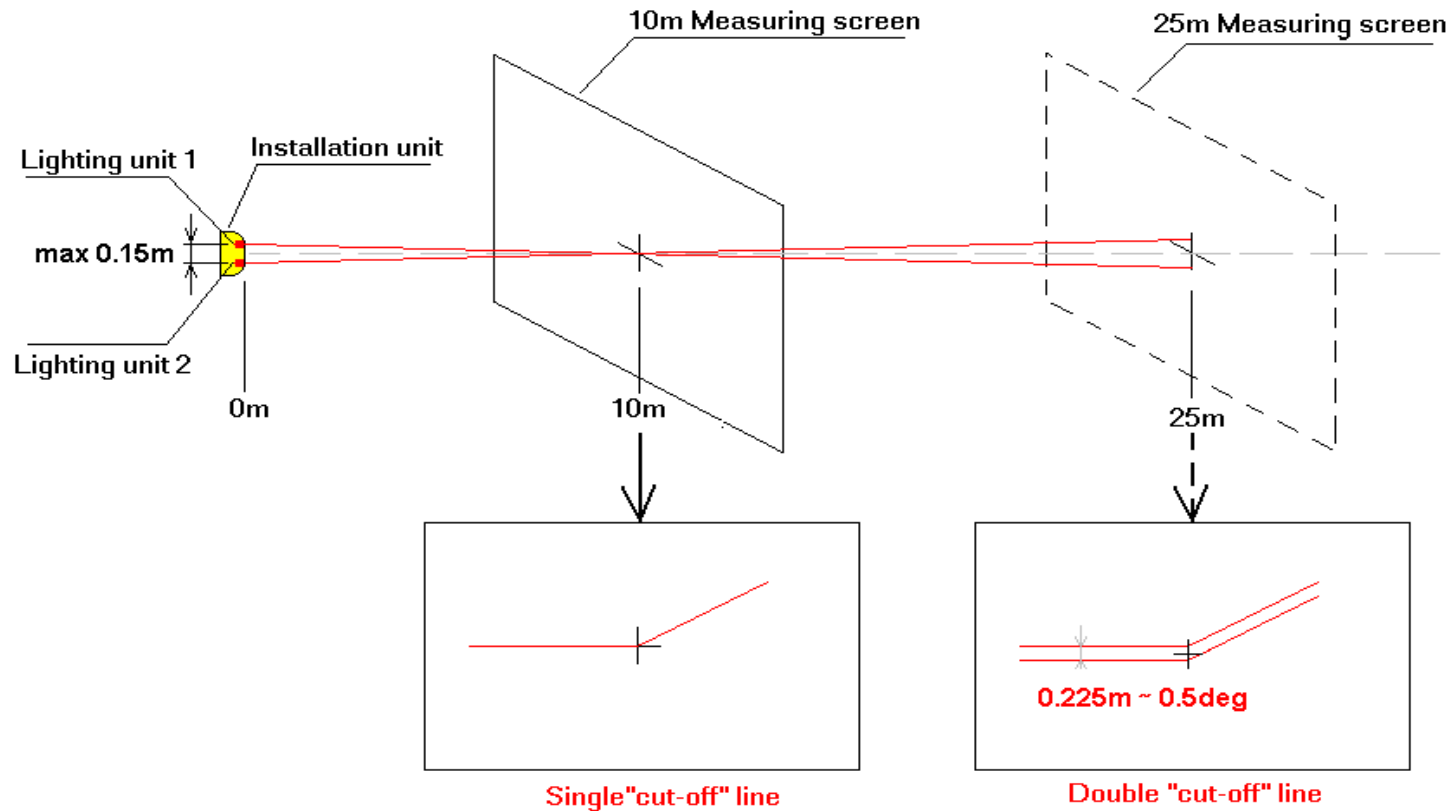 10m Measuring screen
25m Measuring screen
Installation unit
Lighting unit 1
max 0.15m
Lighting unit 2
0m
10m
25m
0.225m ~ 0.5deg
Single"cut-off" line
Double "cut-off" line